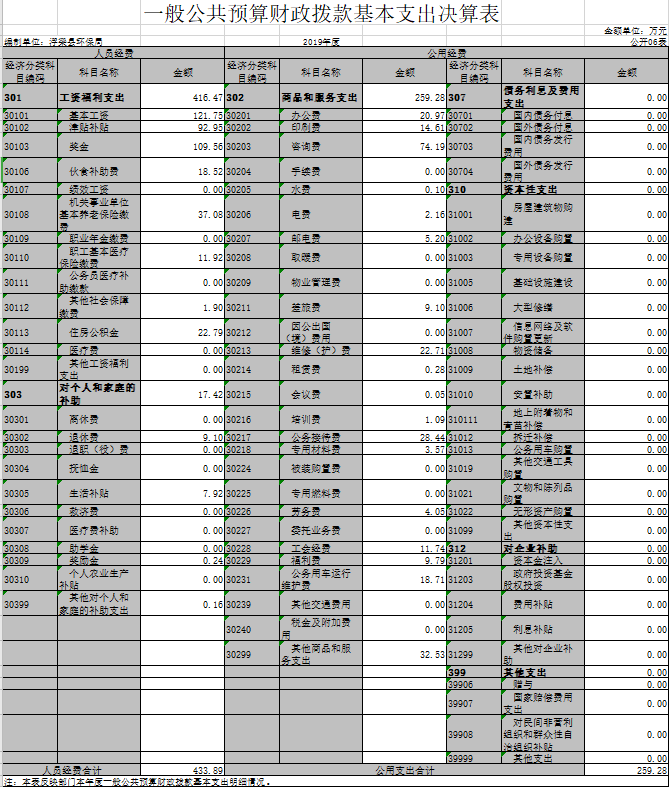 一般公共预算财政拨款基本支出决算表
金额单位：万元
编制单位：浮梁县环保局 2019年度 公开06表
人员经费 公用经费
经济分类科目编码 科目名称 金额 经济分类科目编码 科目名称 金额 经济分类科目编码 科目名称 金额
301 工资福利支出 416.47 302 商品和服务支出 259.28 307 债务利息及费用支出 0.00
30101 基本工资 121.75 30201 办公费 20.97 30701 国内债务付息 0.00
30102 津贴补贴 92.95 30202 印刷费 14.61 30702 国外债务付息 0.00
30103 奖金 109.56 30203 咨询费 74.19 30703 国内债务发行费用 0.00
30106 伙食补助费 18.52 30204 手续费 0.00 30704 国外债务发行费用 0.00
30107 绩效工资 0.00 30205 水费 0.10 310 资本性支出 0.00
30108 机关事业单位基本养老保险缴费 37.08 30206 电费 2.16 31001 房屋建筑物购建 0.00
30109 职业年金缴费 0.00 30207 邮电费 5.20 31002 办公设备购置 0.00
30110 职工基本医疗保险缴费 11.92 30208 取暖费 0.00 31003 专用设备购置 0.00
30111 公务员医疗补助缴款 0.00 30209 物业管理费 0.00 31005 基础设施建设 0.00
30112 其他社会保障缴费 1.90 30211 差旅费 9.10 31006 大型修缮 0.00
30113 住房公积金 22.79 30212 因公出国（境）费用 0.00 31007 信息网络及软件购置更新 0.00
30114 医疗费 0.00 30213 维修（护）费 22.71 31008 物资储备 0.00
30199 其他工资福利支出 0.00 30214 租赁费 0.28 31009 土地补偿 0.00
303 对个人和家庭的补助 17.42 30215 会议费 0.05 31010 安置补助 0.00
30301 离休费 0.00 30216 培训费 1.09 310111 地上附着物和青苗补偿 0.00
30302 退休费 9.10 30217 公务接待费 28.44 31012 拆迁补偿 0.00
30303 退职（役）费 0.00 30218 专用材料费 3.57 31013 公务用车购置 0.00
30304 抚恤金 0.00 30224 被装购置费 0.00 31019 其他交通工具购置 0.00
30305 生活补贴 7.92 30225 专用燃料费 0.00 31021 文物和陈列品购置 0.00
30306 救济费 0.00 30226 劳务费 4.05 31022 无形资产购置 0.00
30307 医疗费补助 0.00 30227 委托业务费 0.00 31099 其他资本性支出 0.00
30308 助学金 0.00 30228 工会经费 11.74 312 对企业补助 0.00
30309 奖励金 0.24 30229 福利费 9.79 31201 资本金注入 0.00
30310 个人农业生产补贴 0.00 30231 公务用车运行维护费 18.71 31203 政府投资基金股权投资 0.00
30399 其他对个人和家庭的补助支出 0.16 30239 其他交通费用 0.00 31204 费用补贴 0.00
30240 税金及附加费用 0.00 31205 利息补贴 0.00
30299 其他商品和服务支出 32.53 31299 其他对企业补助 0.00
399 其他支出 0.00
39906 赠与 0.00
39907 国家赔偿费用支出 0.00
39908 对民间非营利组织和群众性自治组织补贴 0.00
39999 其他支出 0.00
人员经费合计 433.89 公用支出合计 259.28
注：本表反映部门本年度一般公共预算财政拨款基本支出明细情况。